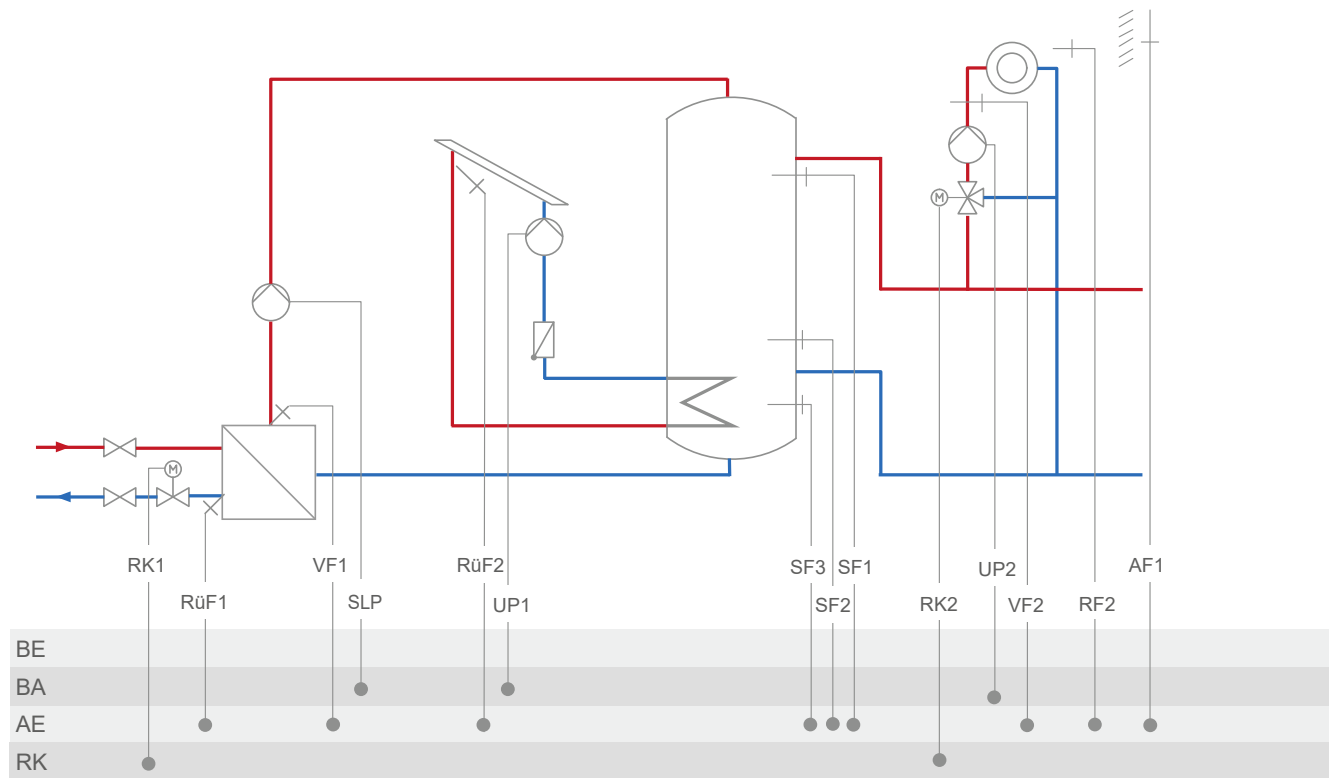 M
M
RK1
VF1
RüF2
SF3
SF1
UP2
AF1
RüF1
SLP
UP1
SF2
RK2
VF2
RF2
BE
BA
AE
RK